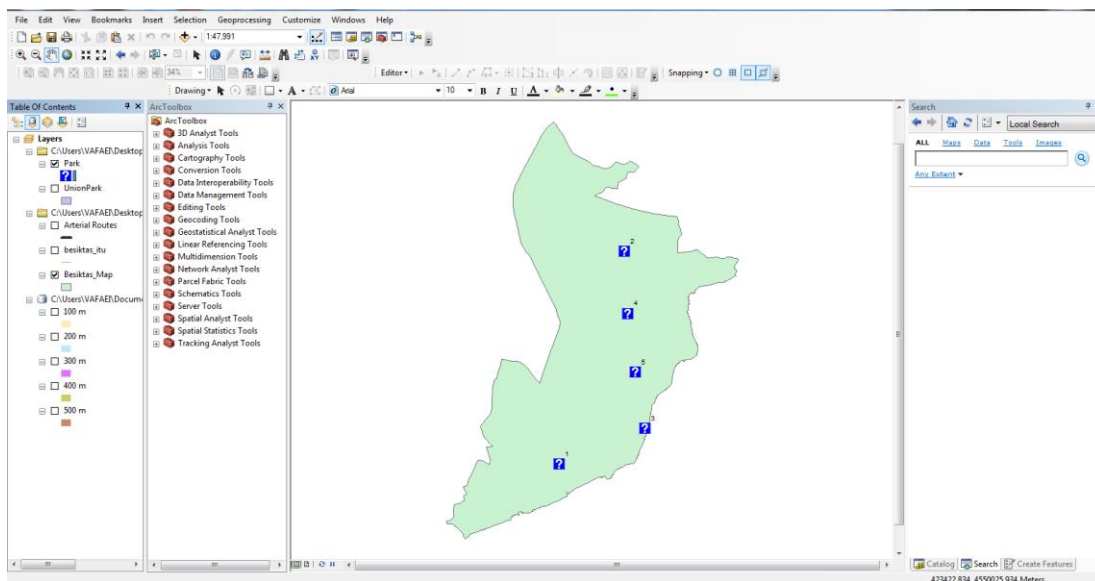 File Edit View Bookmarks Insert Selection Geoprocessing Customize Windows Help
1:47,991
34% Editor Snapping
Drawing A Arial 10 B I U A
Table Of Contents
Layers
C:\Users\VAFAEI\Desktop
Park
UnionPark
C:\Users\VAFAEI\Desktop
Arterial Routes
besiktas_itu
Besiktas_Map
C:\Users\VAFAEI\Docume
100 m
200 m
300 m
400 m
500 m
ArcToolbox
ArcToolbox
3D Analyst Tools
Analysis Tools
Cartography Tools
Conversion Tools
Data Interoperability Tools
Data Management Tools
Editing Tools
Geocoding Tools
Geostatistical Analyst Tools
Linear Referencing Tools
Multidimension Tools
Network Analyst Tools
Parcel Fabric Tools
Schematics Tools
Server Tools
Spatial Analyst Tools
Spatial Statistics Tools
Tracking Analyst Tools
? 2
? 4
? 5
? 3
? 1
Search
Local Search
ALL Maps Data Tools Images
Any Extent
Catalog Search Create Features
423422,834 4550025,934 Meters